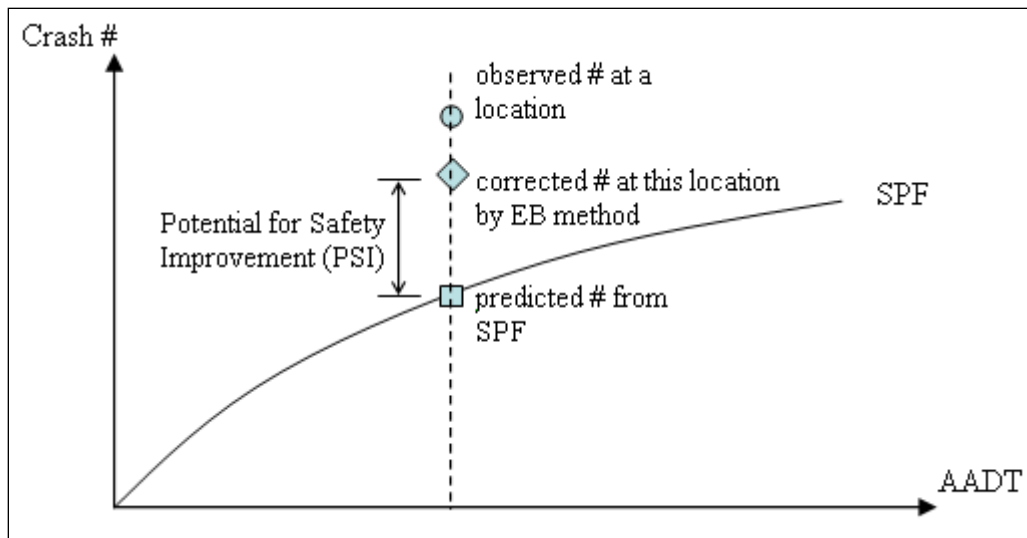 Crash #
observed # at a
location
corrected # at this location
by EB method
SPF
Potential for Safety
Improvement (PSI)
predicted # from
SPF
AADT